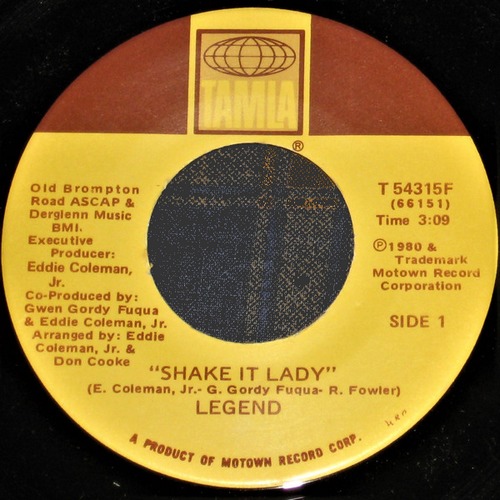 TAMLA
®
Old Brompton
Road ASCAP &
Derglenn Music
BMI.
Executive
Producer:
Eddie Coleman,
Jr.
Co-Produced by:
Gwen Gordy Fuqua
& Eddie Coleman, Jr.
Arranged by: Eddie
Coleman, Jr. &
Don Cooke
T 54315F
(66151)
Time 3:09
℗1980 &
Trademark
Motown Record
Corporation
SIDE 1
"SHAKE IT LADY"
(E. Coleman, Jr.- G. Gordy Fuqua- R. Fowler)
LEGEND
A PRODUCT OF MOTOWN RECORD CORP.